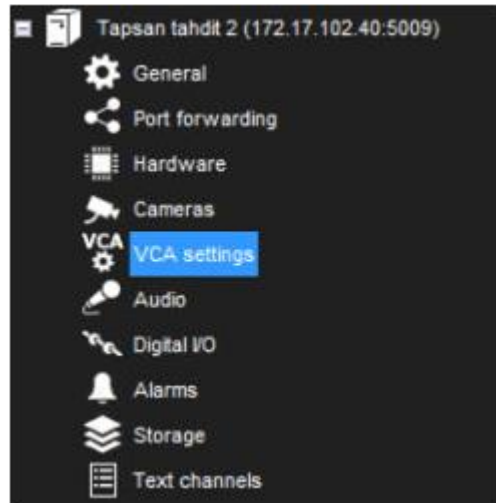 Tapsan tahdit 2 (172.17.102.40:5009)
General
Port forwarding
Hardware
Cameras
VCA
VCA settings
Audio
Digital I/O
Alarms
Storage
Text channels